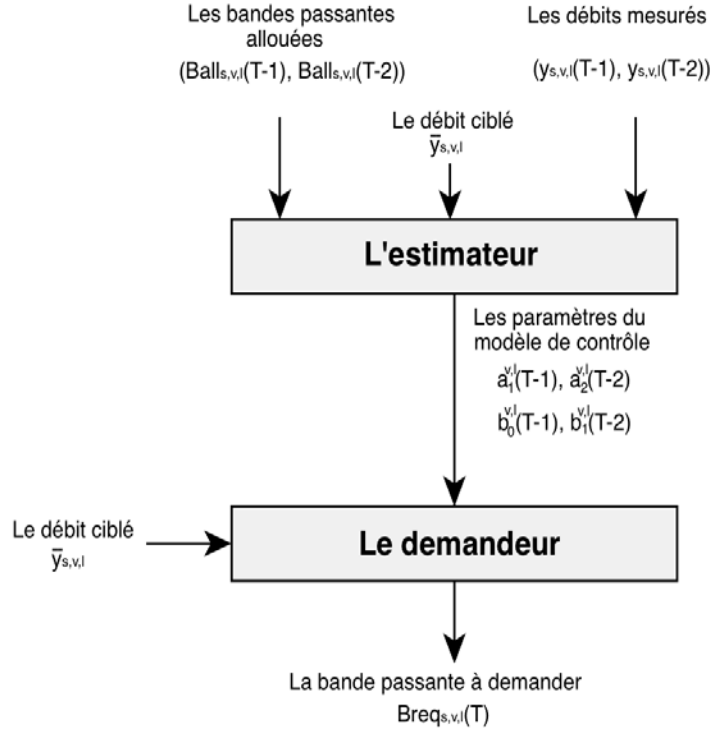 Les bandes passantes
allouées
(Ball_{s,v,l}(T-1), Ball_{s,v,l}(T-2))
Les débits mesurés
(y_{s,v,l}(T-1), y_{s,v,l}(T-2))
Le débit ciblé
ȳ_{s,v,l}
L'estimateur
Les paramètres du
modèle de contrôle
a_1^{v,l}(T-1), a_2^{v,l}(T-2)
b_0^{v,l}(T-1), b_1^{v,l}(T-2)
Le débit ciblé
ȳ_{s,v,l}
Le demandeur
La bande passante à demander
Breq_{s,v,l}(T)